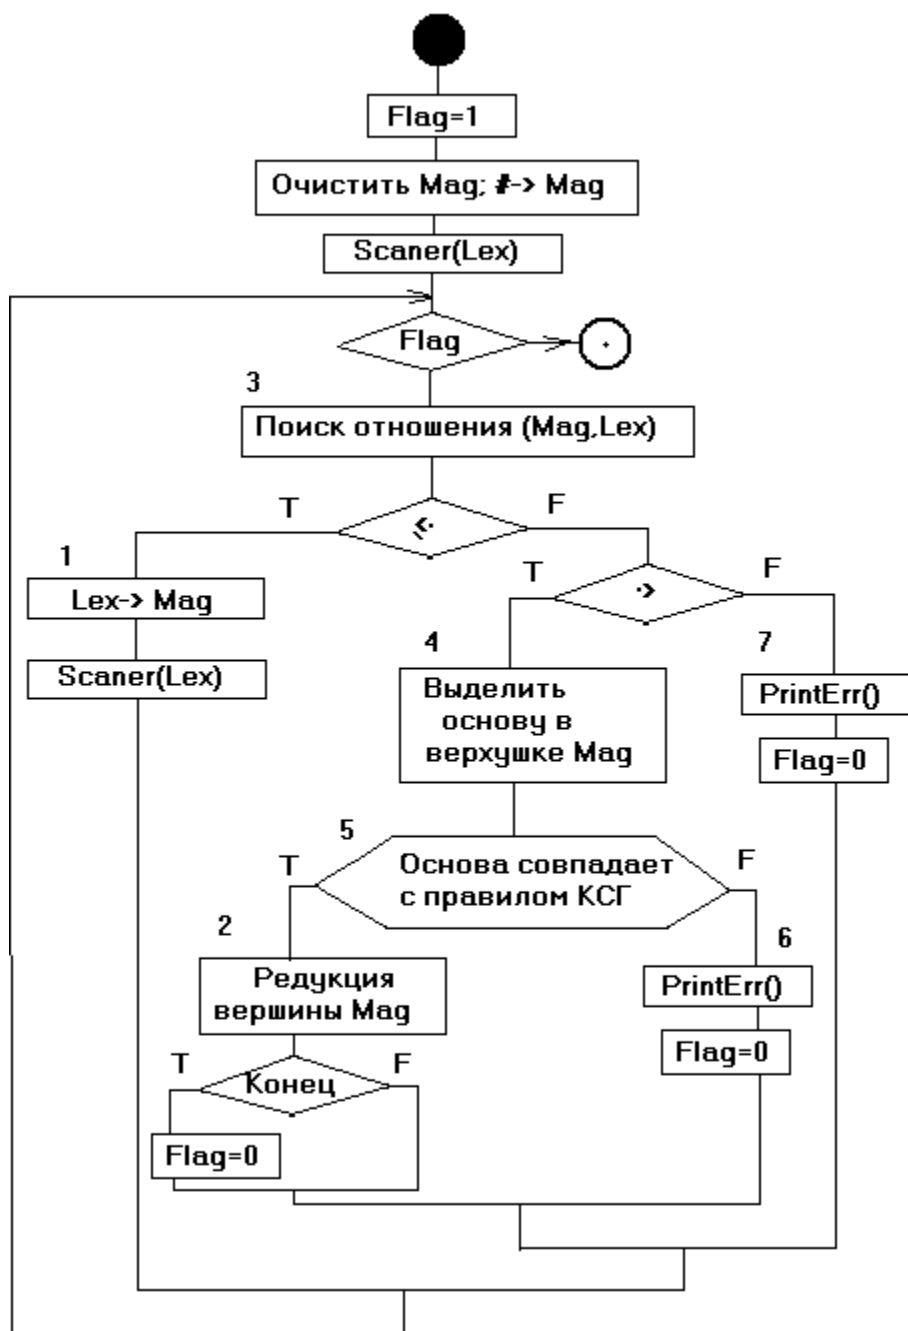 Flag=1
Очистить Mag; #-> Mag
Scaner(Lex)
Flag
3
Поиск отношения (Mag,Lex)
T
F
≤·
1
T
F
·>
Lex-> Mag
4
7
Scaner(Lex)
Выделить
основу в
верхушке Mag
PrintErr()
Flag=0
5
T
Основа совпадает
с правилом КСГ
F
2
6
Редукция
вершины Mag
PrintErr()
Flag=0
T
Конец
F
Flag=0